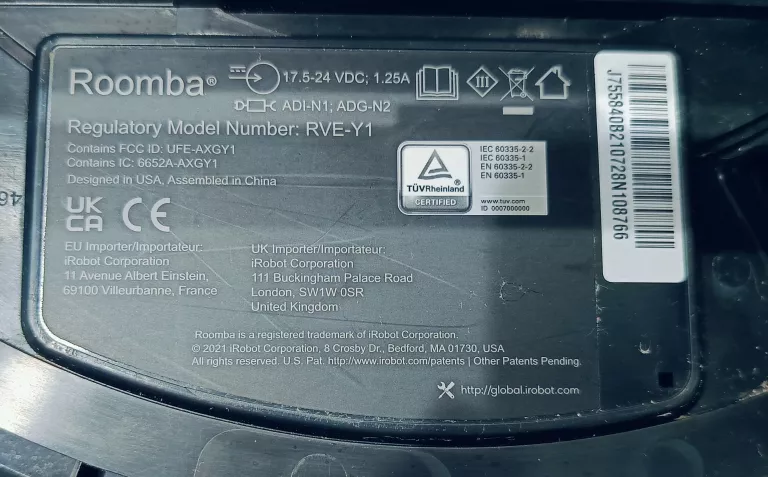 Roomba®
17.5-24 VDC; 1.25A
ADI-N1; ADG-N2
Regulatory Model Number: RVE-Y1
Contains FCC ID: UFE-AXGY1
Contains IC: 6652A-AXGY1
Designed in USA, Assembled in China
UK
CA CE
III
TÜVRheinland
CERTIFIED
IEC 60335-2-2
IEC 60335-1
EN 60335-2-2
EN 60335-1
www.tuv.com
ID 0007000000
EU Importer/Importateur:
iRobot Corporation
11 Avenue Albert Einstein,
69100 Villeurbanne, France
UK Importer/Importateur:
iRobot Corporation
111 Buckingham Palace Road
London, SW1W 0SR
United Kingdom
Roomba is a registered trademark of iRobot Corporation.
© 2021 iRobot Corporation, 8 Crosby Dr., Bedford, MA 01730, USA
All rights reserved. U.S. Pat. http://www.irobot.com/patents | Other Patents Pending.
http://global.irobot.com
J755840B210728N108766